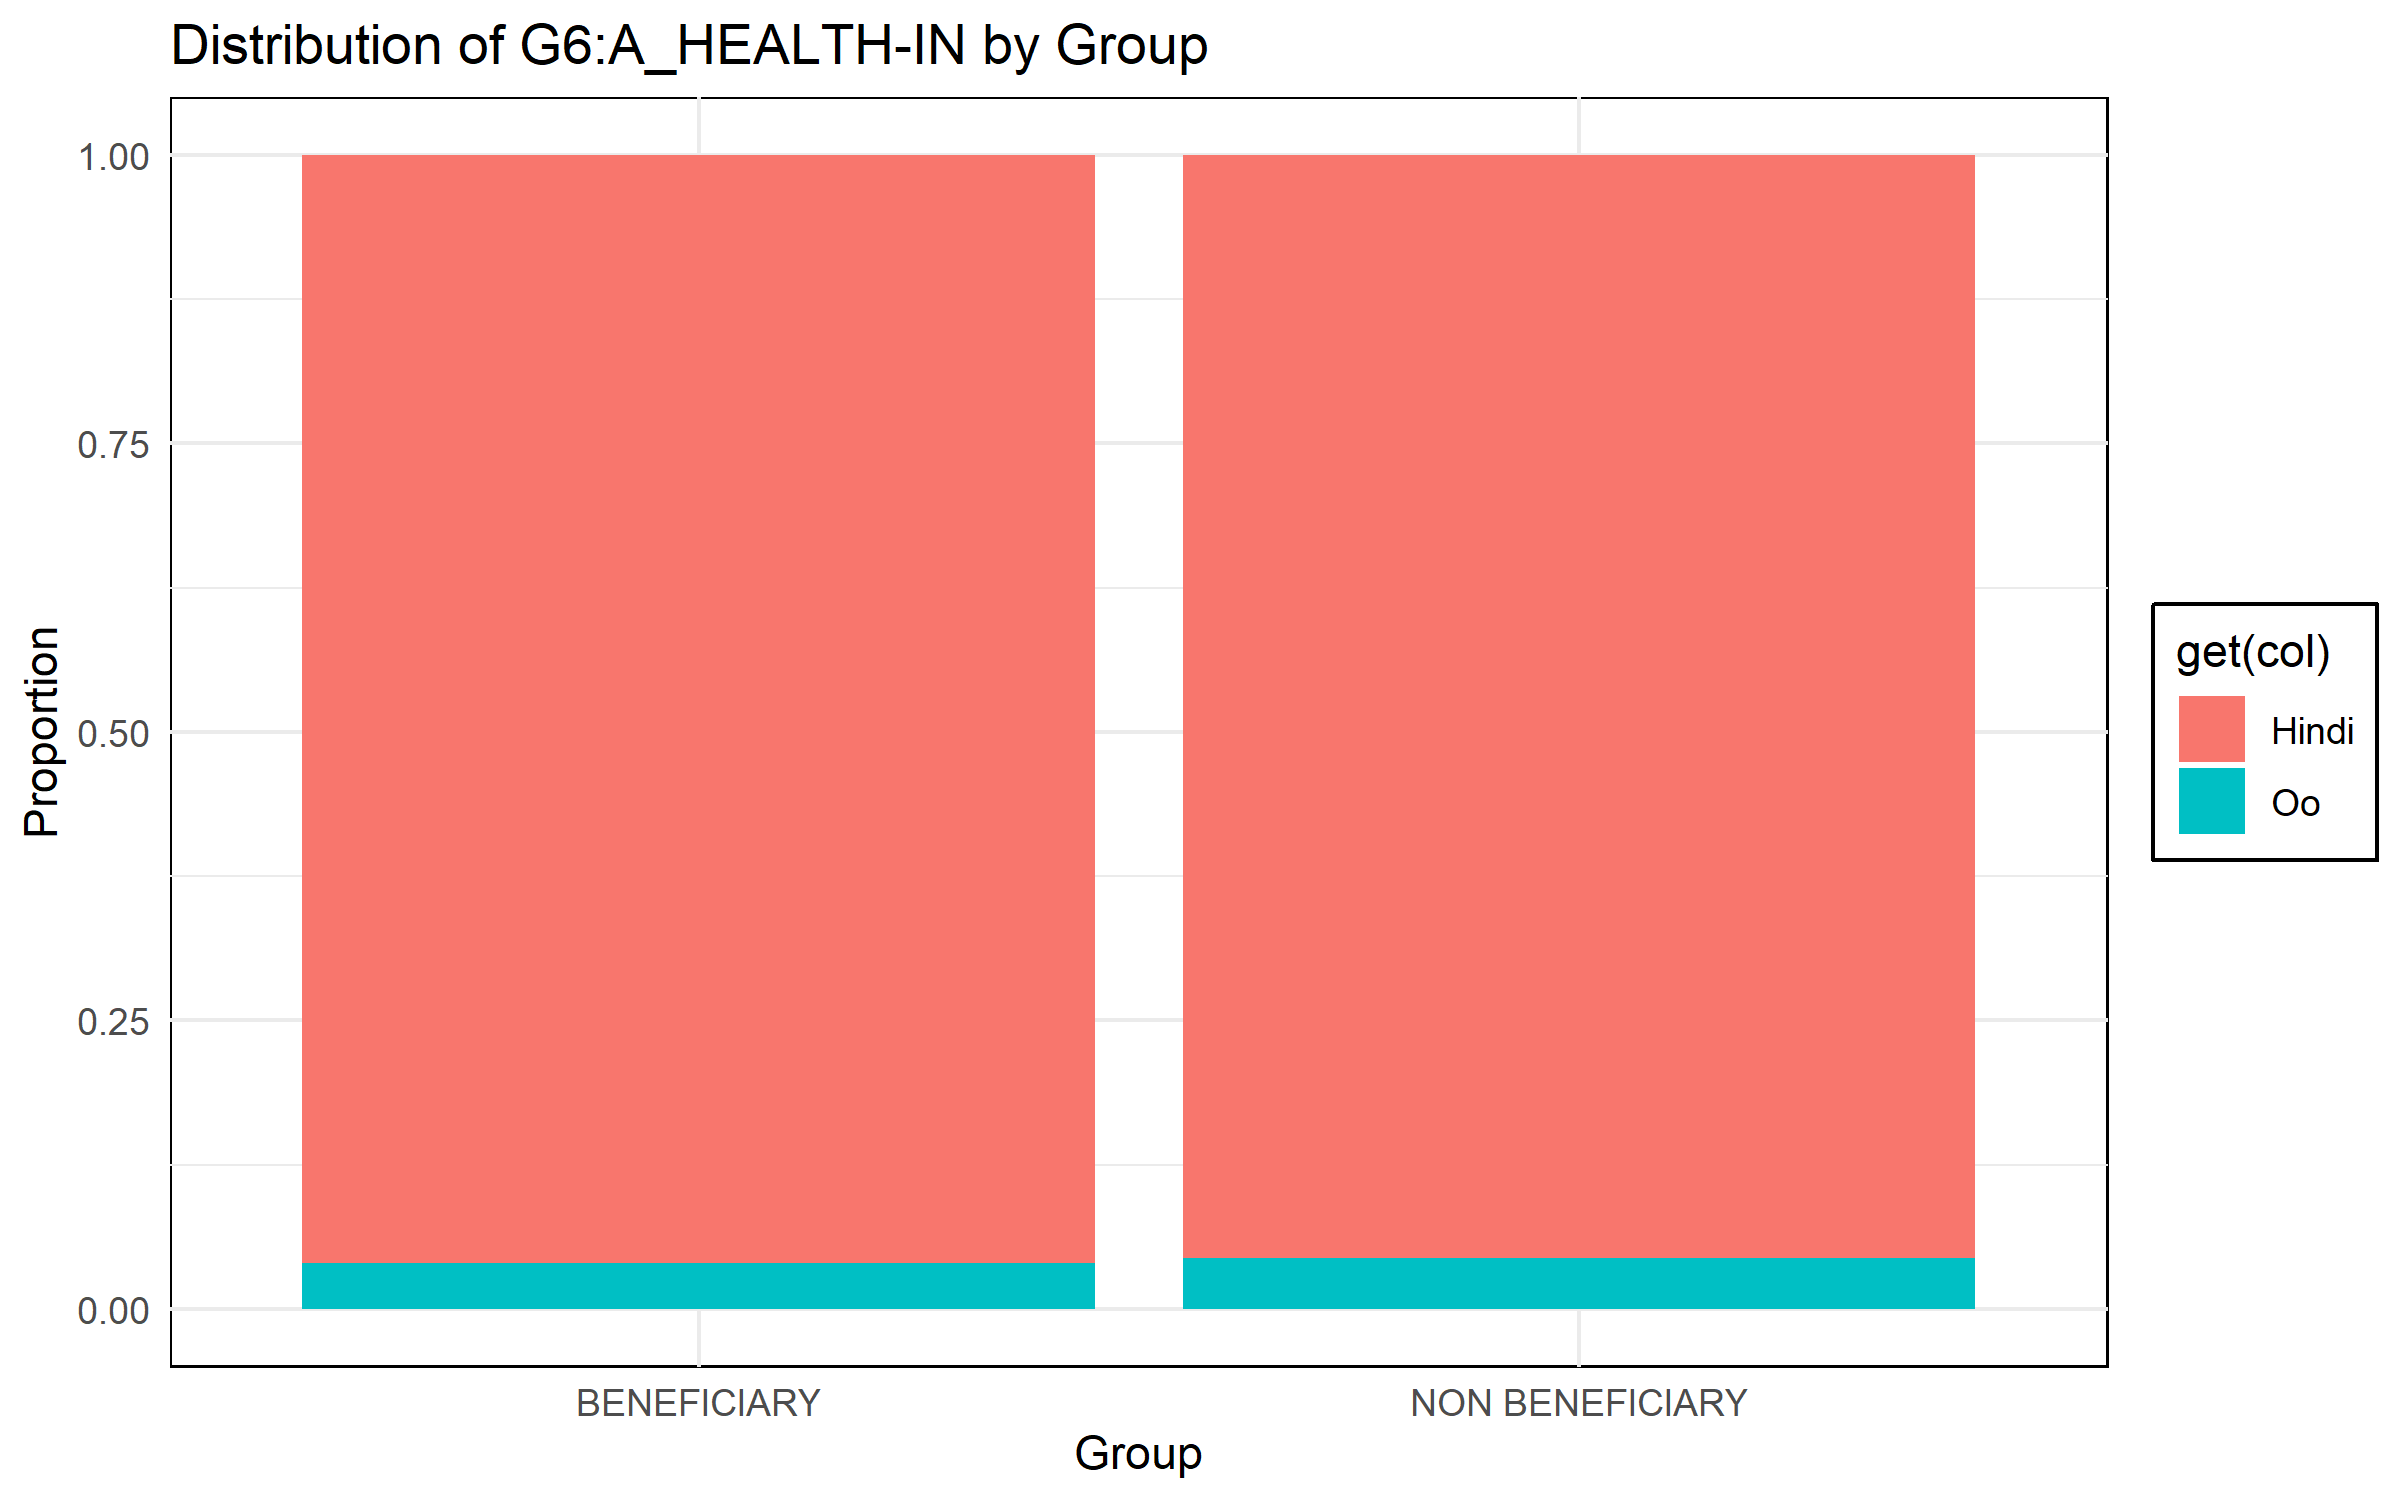 Distribution of G6:A_HEALTH-IN by Group
1.00
0.75
0.50
0.25
0.00
Proportion
BENEFICIARY
NON BENEFICIARY
Group
get(col)
Hindi
Oo